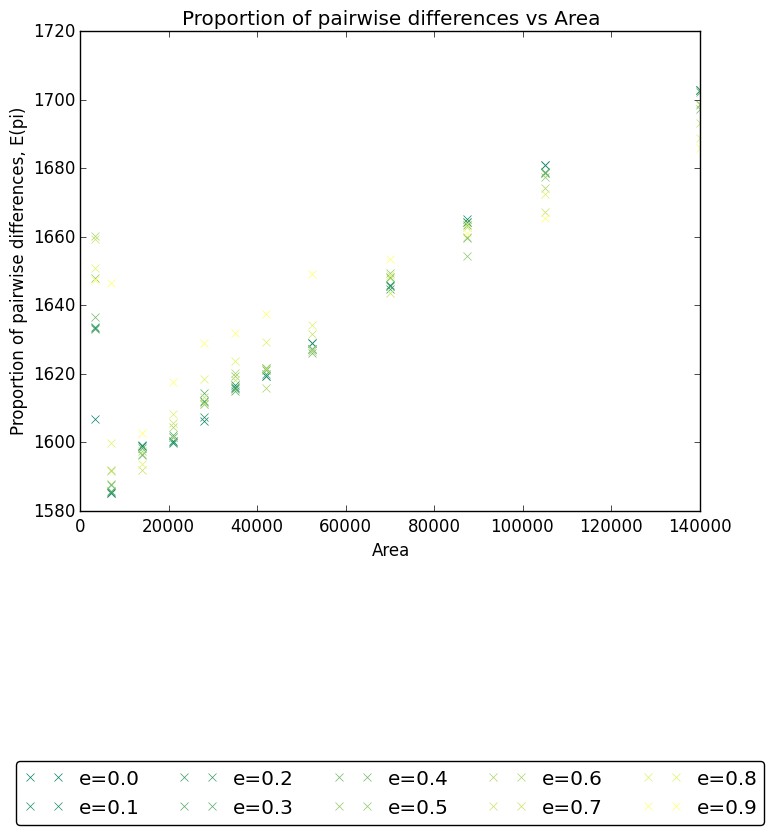 Proportion of pairwise differences vs Area
1720
1700
1680
1660
1640
1620
1600
1580
Proportion of pairwise differences, E(pi)
0 20000 40000 60000 80000 100000 120000 140000
Area
e=0.0 e=0.2 e=0.4 e=0.6 e=0.8
e=0.1 e=0.3 e=0.5 e=0.7 e=0.9